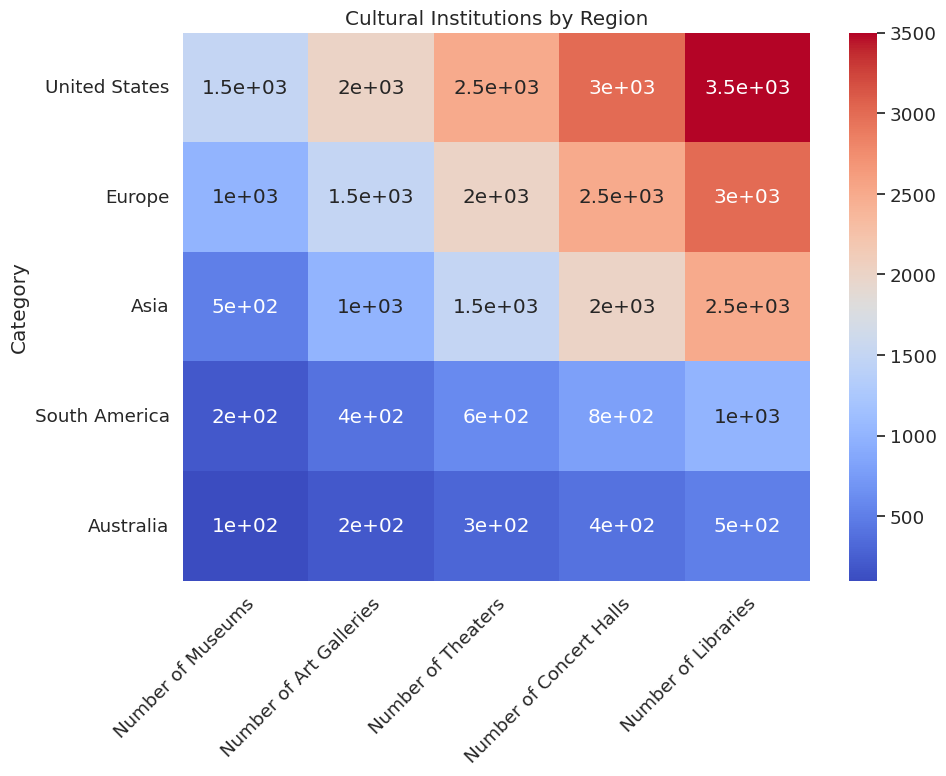 Cultural Institutions by Region
Category
United States 1.5e+03 2e+03 2.5e+03 3e+03 3.5e+03
Europe 1e+03 1.5e+03 2e+03 2.5e+03 3e+03
Asia 5e+02 1e+03 1.5e+03 2e+03 2.5e+03
South America 2e+02 4e+02 6e+02 8e+02 1e+03
Australia 1e+02 2e+02 3e+02 4e+02 5e+02
Number of Museums
Number of Art Galleries
Number of Theaters
Number of Concert Halls
Number of Libraries
3500
3000
2500
2000
1500
1000
500